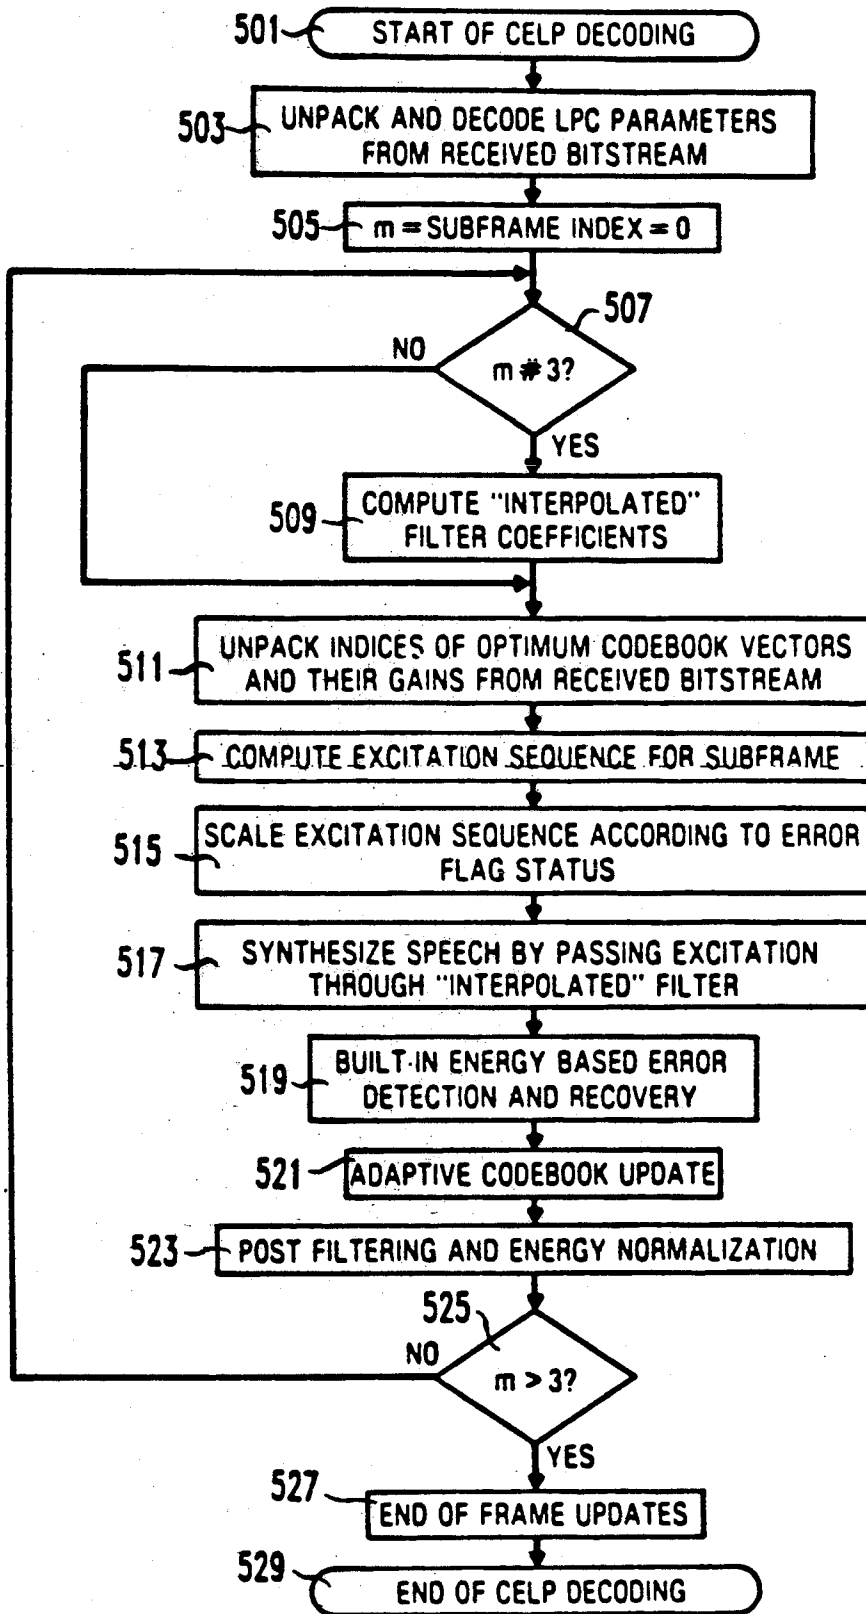 501 START OF CELP DECODING
503 UNPACK AND DECODE LPC PARAMETERS
FROM RECEIVED BITSTREAM
505 m = SUBFRAME INDEX = 0
507
NO
m # 3?
YES
509 COMPUTE "INTERPOLATED"
FILTER COEFFICIENTS
511 UNPACK INDICES OF OPTIMUM CODEBOOK VECTORS
AND THEIR GAINS FROM RECEIVED BITSTREAM
513 COMPUTE EXCITATION SEQUENCE FOR SUBFRAME
515 SCALE EXCITATION SEQUENCE ACCORDING TO ERROR
FLAG STATUS
517 SYNTHESIZE SPEECH BY PASSING EXCITATION
THROUGH "INTERPOLATED" FILTER
519 BUILT-IN ENERGY BASED ERROR
DETECTION AND RECOVERY
521 ADAPTIVE CODEBOOK UPDATE
523 POST FILTERING AND ENERGY NORMALIZATION
525
NO
m > 3?
YES
527 END OF FRAME UPDATES
529 END OF CELP DECODING